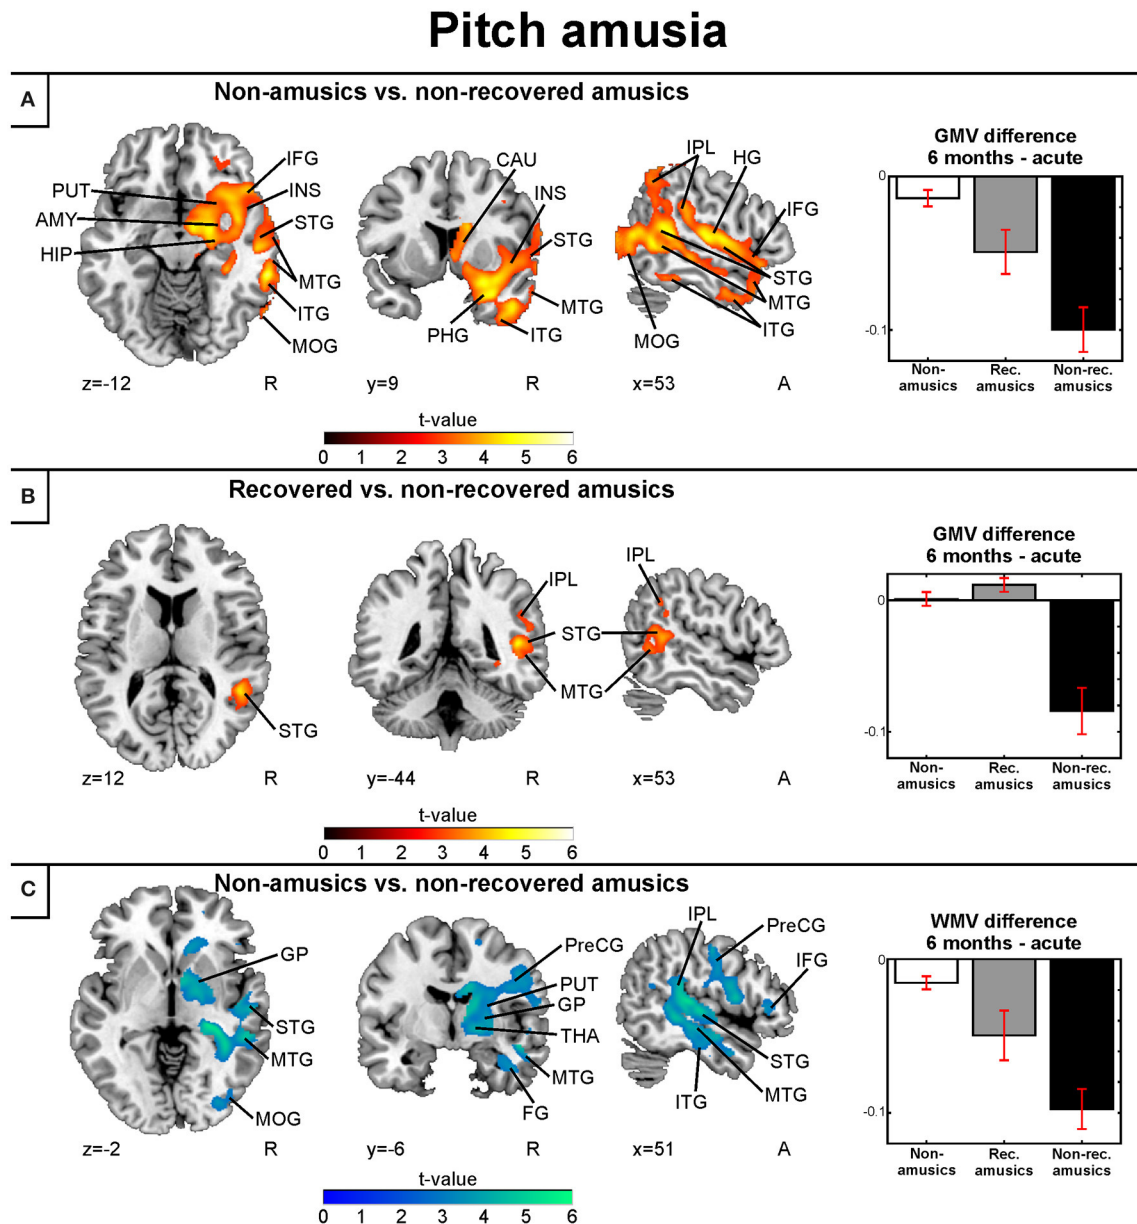 Pitch amusia
A
Non-amusics vs. non-recovered amusics
PUT
AMY
HIP
IFG
INS
STG
MTG
ITG
MOG
z=-12
R
CAU
INS
STG
MTG
ITG
PHG
y=9
R
IPL
HG
IFG
STG
MTG
ITG
MOG
x=53
A
t-value
0 1 2 3 4 5 6
GMV difference
6 months - acute
0
-0.1
Non-
amusics
Rec.
amusics
Non-rec.
amusics
B
Recovered vs. non-recovered amusics
STG
z=12
R
IPL
STG
MTG
y=-44
R
IPL
x=53
A
t-value
0 1 2 3 4 5 6
GMV difference
6 months - acute
0
-0.1
Non-
amusics
Rec.
amusics
Non-rec.
amusics
C
Non-amusics vs. non-recovered amusics
GP
STG
MTG
MOG
z=-2
R
PreCG
PUT
GP
THA
MTG
FG
y=-6
R
IPL
PreCG
IFG
STG
MTG
ITG
x=51
A
t-value
0 1 2 3 4 5 6
WMV difference
6 months - acute
0
-0.1
Non-
amusics
Rec.
amusics
Non-rec.
amusics